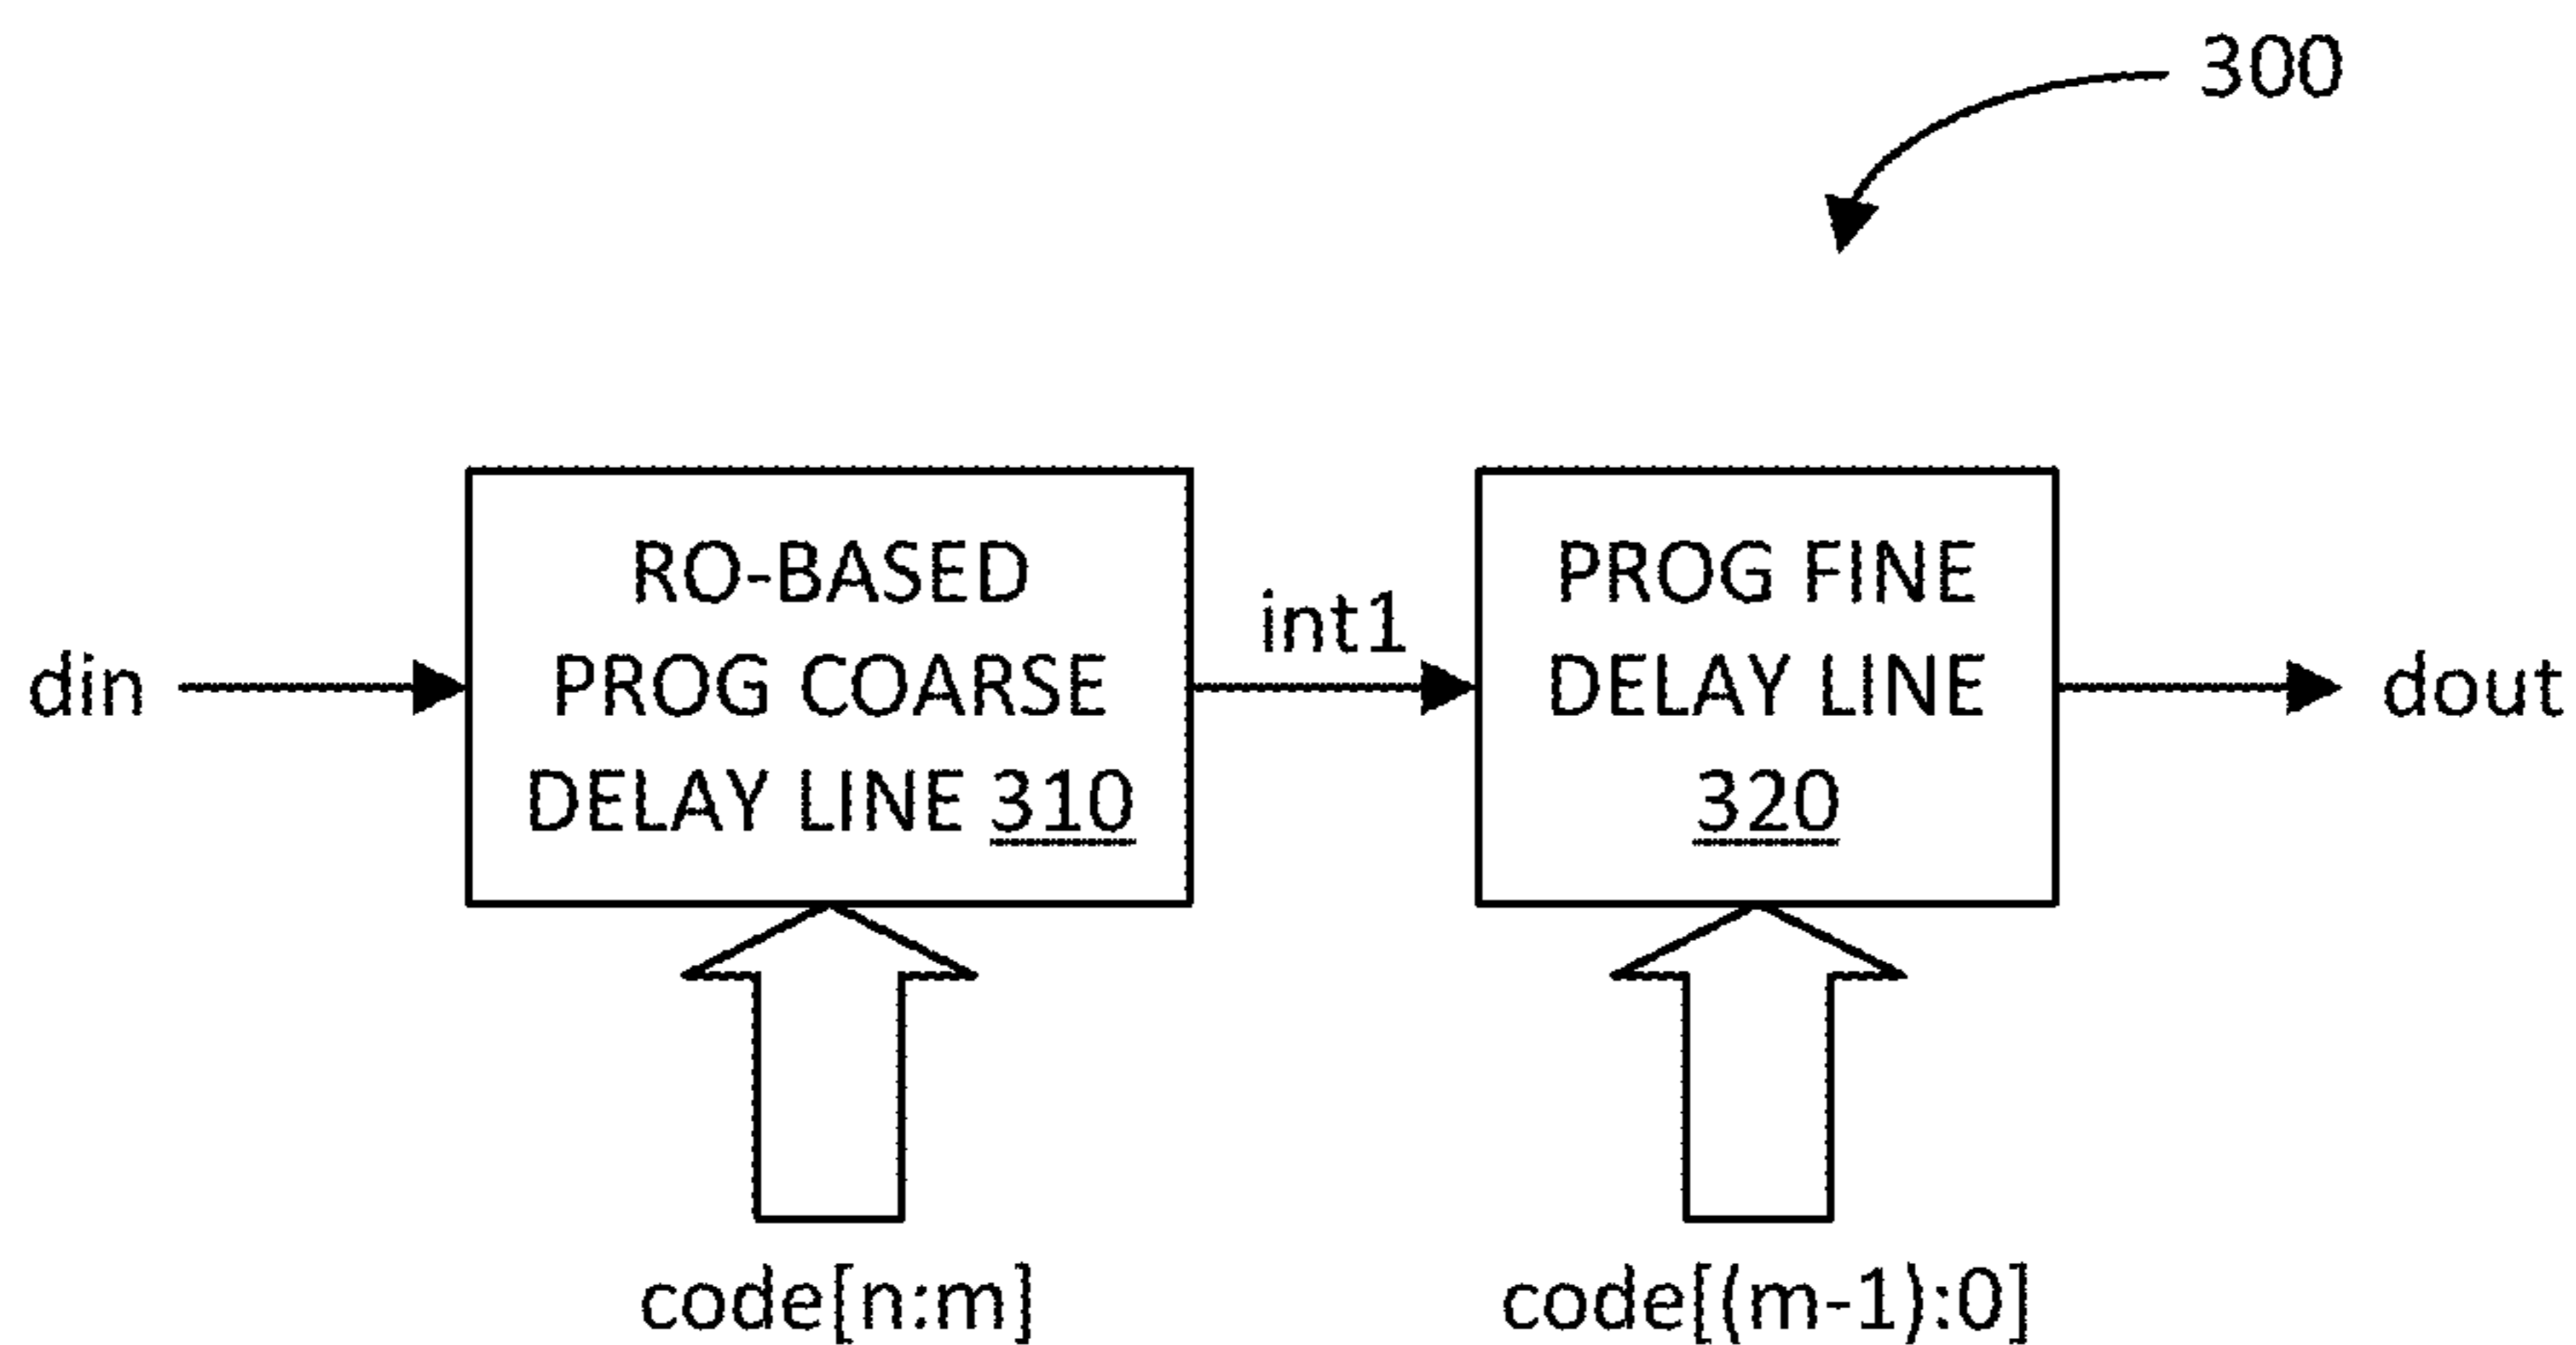 300
RO-BASED
PROG COARSE
DELAY LINE 310
PROG FINE
DELAY LINE
320
din
int1
dout
code[n:m]
code[(m-1):0]